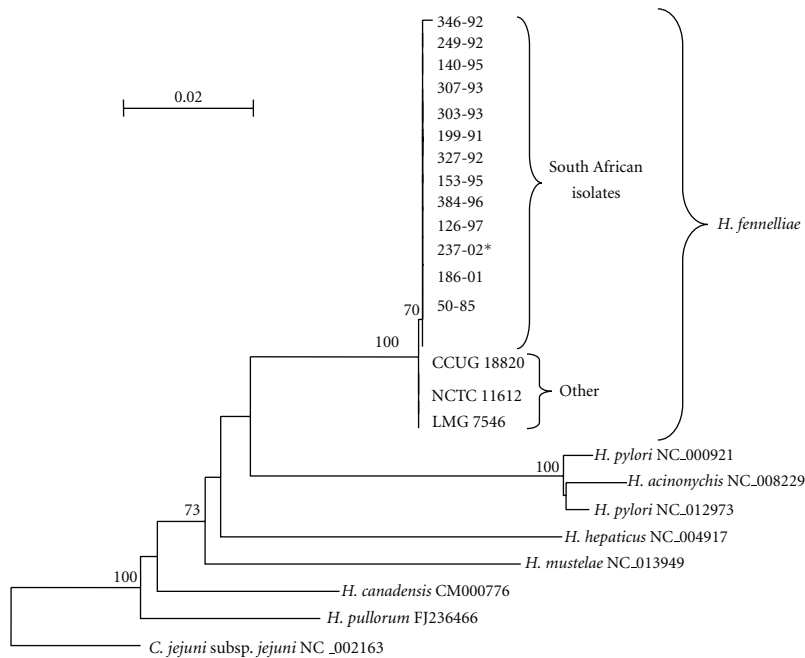 346-92
249-92
140-95
0.02
307-93
303-93
199-91
327-92
153-95
South African
isolates
384-96
126-97
H. fennelliae
237-02*
186-01
50-85
70
100
CCUG 18820
NCTC 11612
Other
LMG 7546
H. pylori NC_000921
100
H. acinonychis NC_008229
H. pylori NC_012973
73
H. hepaticus NC_004917
H. mustelae NC_013949
100
H. canadensis CM000776
H. pullorum FJ236466
C. jejuni subsp. jejuni NC _002163